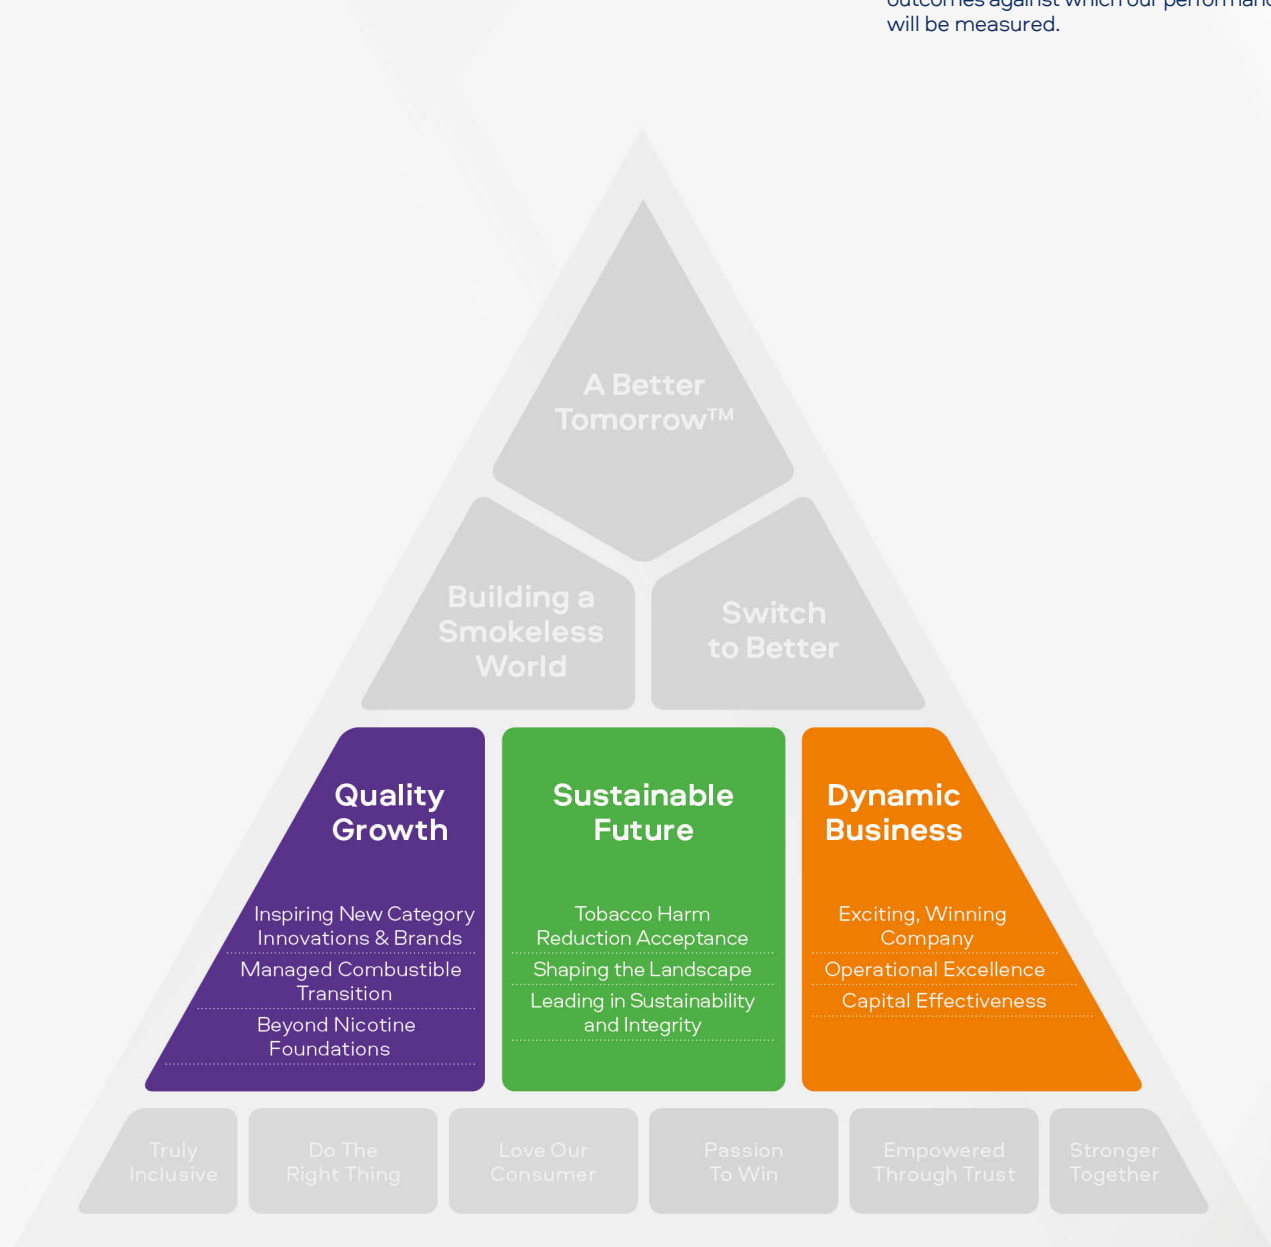 will be measured.
A Better
Tomorrow™
Building a
Smokeless
World
Switch
to Better
Quality
Growth
Inspiring New Category
Innovations & Brands
Managed Combustible
Transition
Beyond Nicotine
Foundations
Sustainable
Future
Tobacco Harm
Reduction Acceptance
Shaping the Landscape
Leading in Sustainability
and Integrity
Dynamic
Business
Exciting, Winning
Company
Operational Excellence
Capital Effectiveness
Truly
Inclusive
Do The
Right Thing
Love Our
Consumer
Passion
To Win
Empowered
Through Trust
Stronger
Together